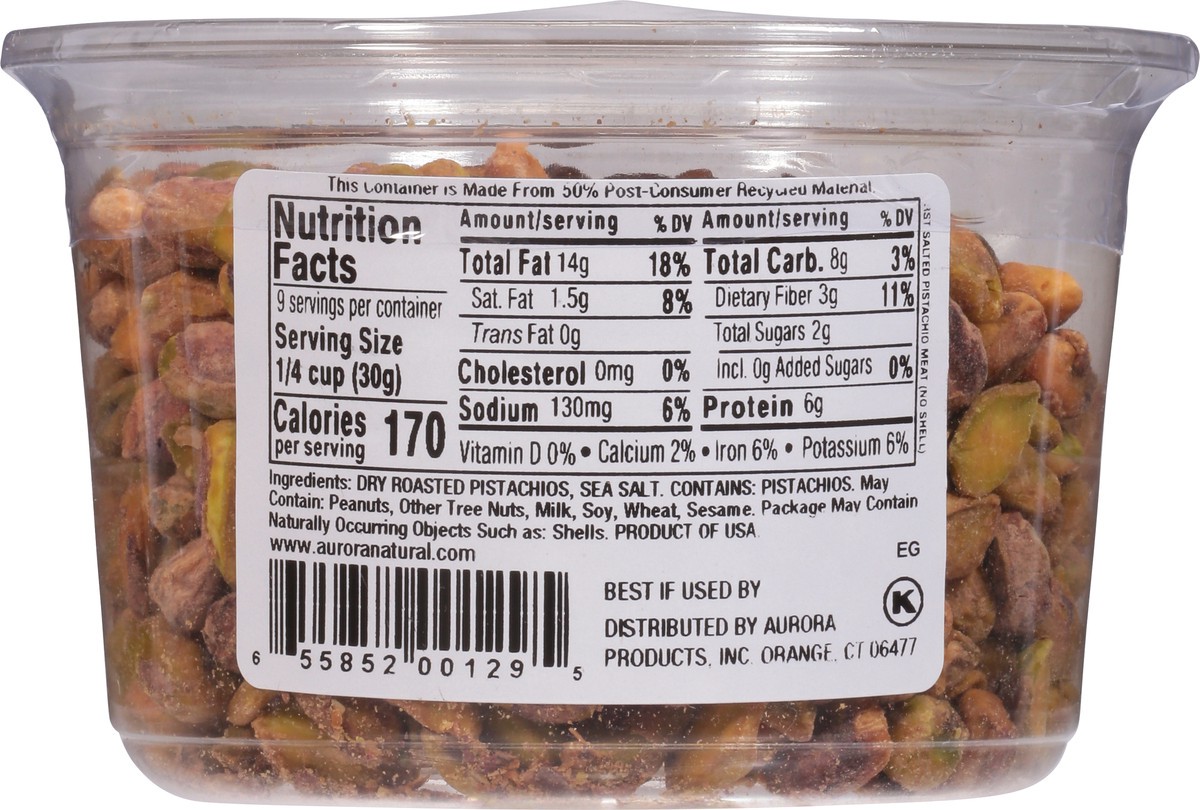 This Container is Made From 50% Post-Consumer Recycled Material
Nutrition
Facts
9 servings per container
Serving Size
1/4 cup (30g)
Calories
per serving
170
Amount/serving % DV
Total Fat 14g 18%
Sat. Fat 1.5g 8%
Trans Fat 0g
Cholesterol 0mg 0%
Sodium 130mg 6%
Amount/serving % DV
Total Carb. 8g 3%
Dietary Fiber 3g 11%
Total Sugars 2g
Incl. 0g Added Sugars 0%
Protein 6g
Vitamin D 0% • Calcium 2% • Iron 6% • Potassium 6%
SALTED PISTACHIO MEAT (NO SHELL)
Ingredients: DRY ROASTED PISTACHIOS, SEA SALT. CONTAINS: PISTACHIOS. May
Contain: Peanuts, Other Tree Nuts, Milk, Soy, Wheat, Sesame. Package May Contain
Naturally Occurring Objects Such as: Shells. PRODUCT OF USA.
www.auroranatural.com
EG
6 55852 00129 5
BEST IF USED BY
K
DISTRIBUTED BY AURORA
PRODUCTS, INC. ORANGE, CT 06477